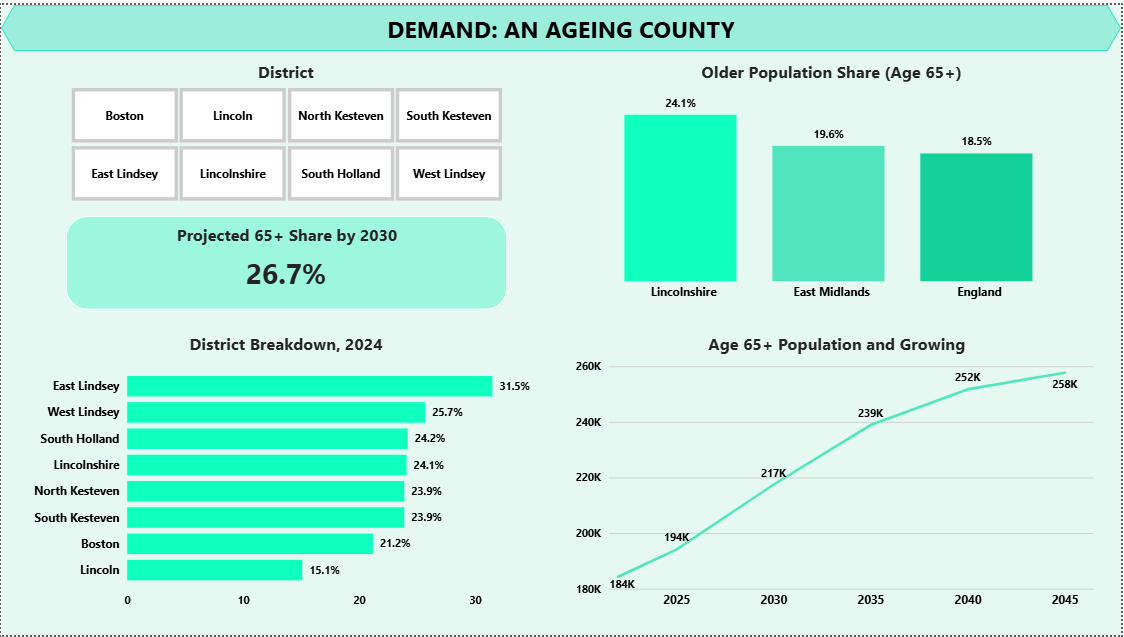 DEMAND: AN AGEING COUNTY
District
Boston
Lincoln
North Kesteven
South Kesteven
East Lindsey
Lincolnshire
South Holland
West Lindsey
Projected 65+ Share by 2030
26.7%
Older Population Share (Age 65+)
24.1%
19.6%
18.5%
Lincolnshire
East Midlands
England
District Breakdown, 2024
East Lindsey 31.5%
West Lindsey 25.7%
South Holland 24.2%
Lincolnshire 24.1%
North Kesteven 23.9%
South Kesteven 23.9%
Boston 21.2%
Lincoln 15.1%
0 10 20 30
Age 65+ Population and Growing
260K
240K
220K
200K
180K
184K
194K
217K
239K
252K
258K
2025 2030 2035 2040 2045